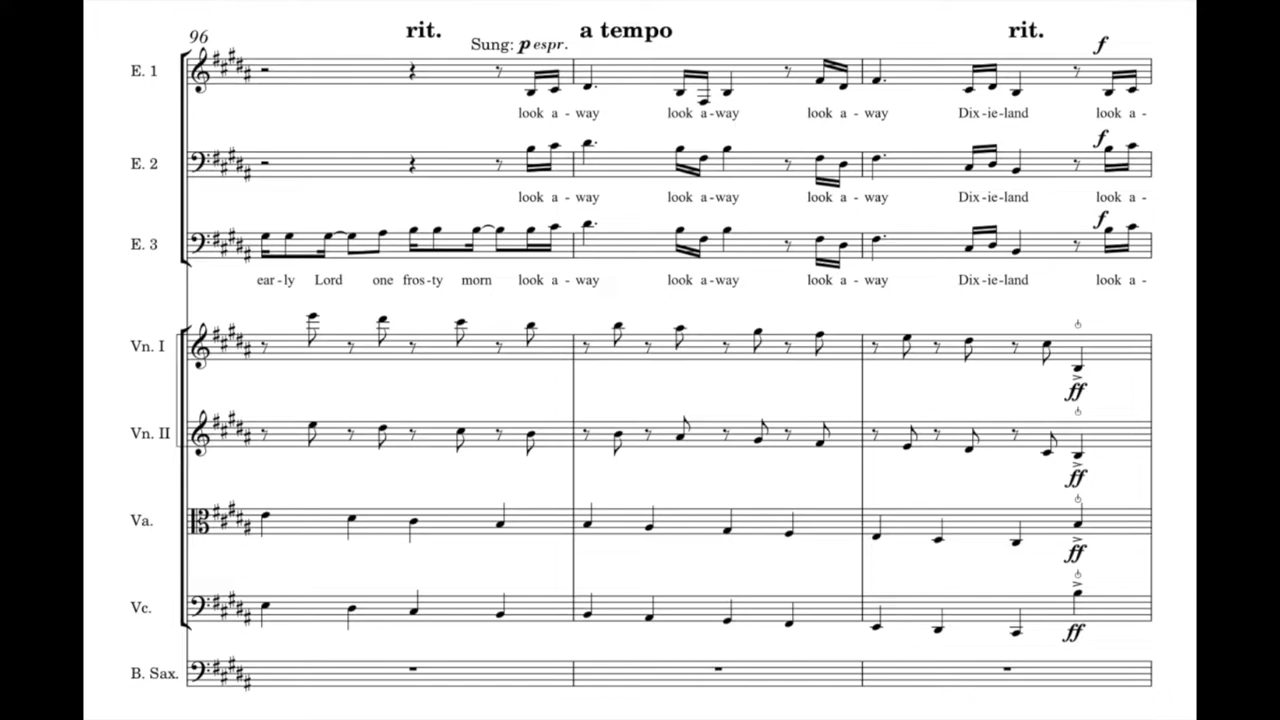 rit. a tempo rit.
96 Sung: p espr. f
E. 1
look a - way look a - way look a - way Dix - ie - land look a -
f
E. 2
look a - way look a - way look a - way Dix - ie - land look a -
f
E. 3
ear - ly Lord one fros - ty morn look a - way look a - way look a - way Dix - ie - land look a -
Vn. I
ff
Vn. II
ff
Va.
ff
Vc.
ff
B. Sax.